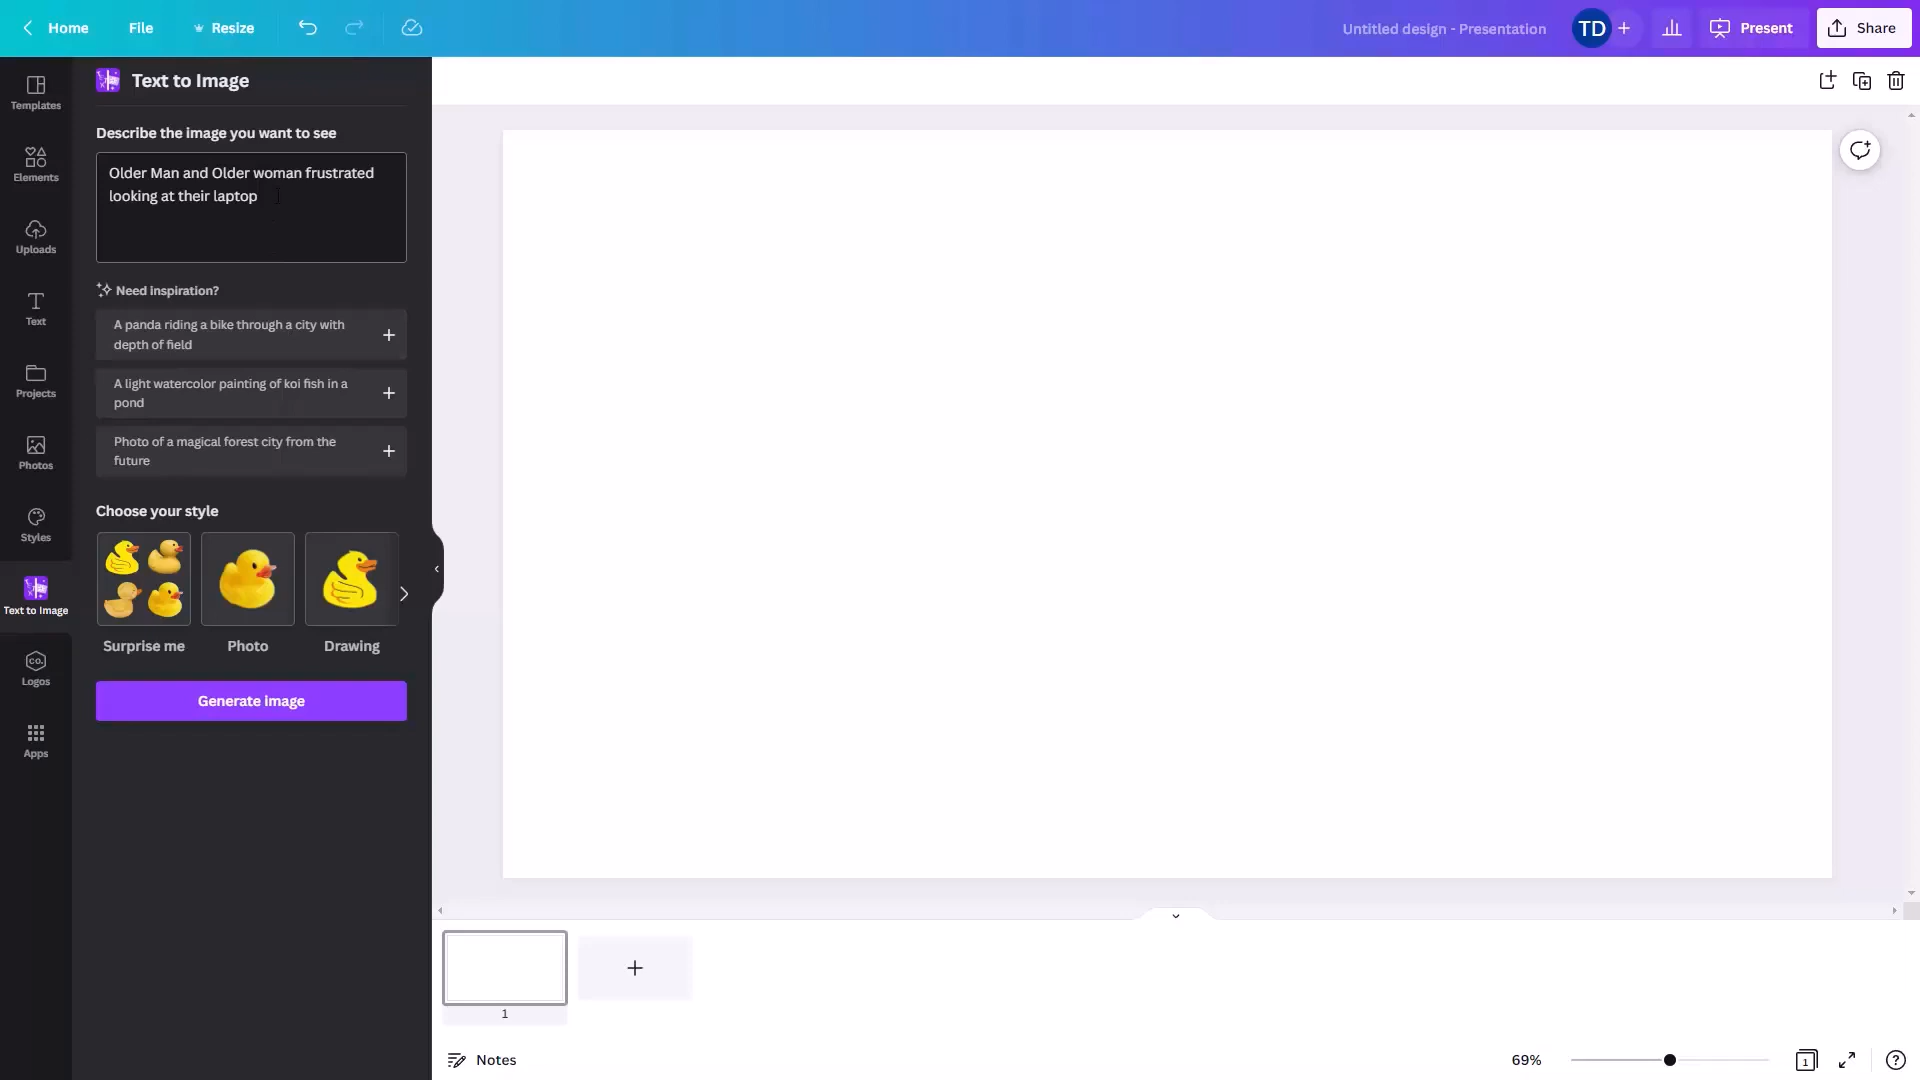 Home
File
Resize
Untitled design - Presentation
TD
Present
Share
Templates
Elements
Uploads
Text
Projects
Photos
Styles
Text to Image
co.
Logos
Apps
Text to Image
Describe the image you want to see
Older Man and Older woman frustrated
looking at their laptop
Need inspiration?
A panda riding a bike through a city with
depth of field
A light watercolor painting of koi fish in a
pond
Photo of a magical forest city from the
future
Choose your style
Surprise me
Photo
Drawing
Generate image
1
Notes
69%
1